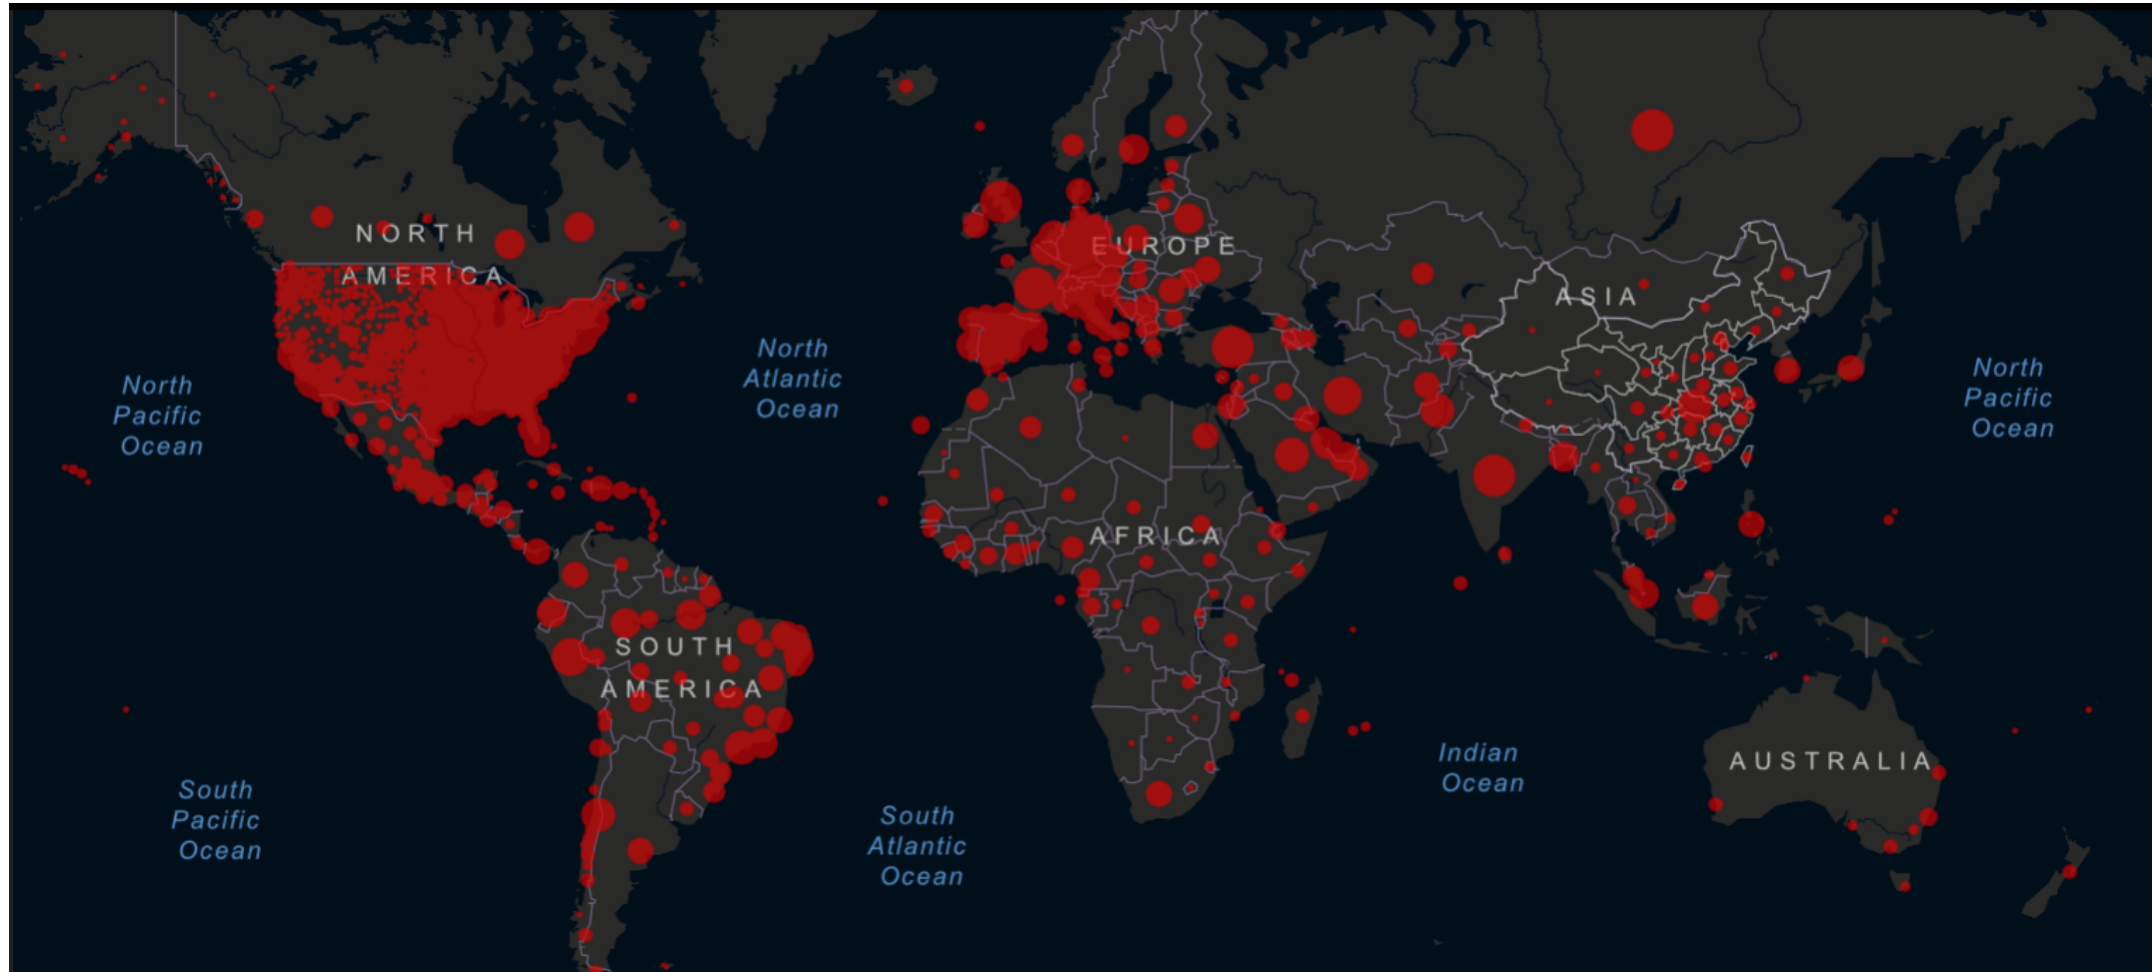 NORTH
AMERICA
EUROPE
ASIA
North
Atlantic
Ocean
North
Pacific
Ocean
North
Pacific
Ocean
AFRICA
SOUTH
AMERICA
Indian
Ocean
AUSTRALIA
South
Pacific
Ocean
South
Atlantic
Ocean